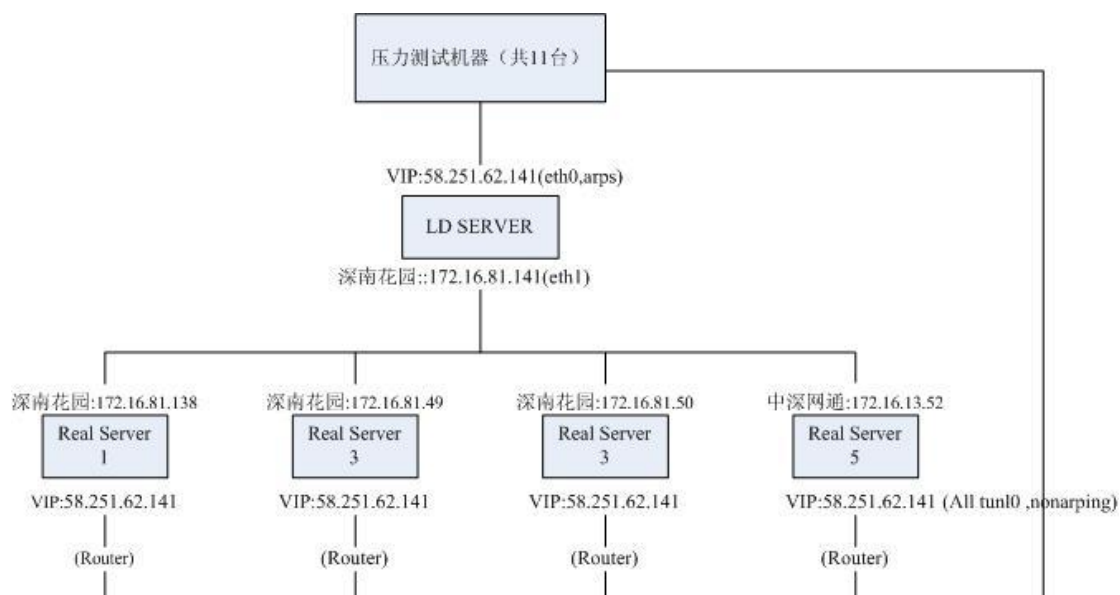 压力测试机器（共11台）
VIP:58.251.62.141(eth0,arps)
LD SERVER
深南花园::172.16.81.141(eth1)
深南花园:172.16.81.138
深南花园:172.16.81.49
深南花园:172.16.81.50
中深网通:172.16.13.52
Real Server
1
Real Server
3
Real Server
3
Real Server
5
VIP:58.251.62.141
VIP:58.251.62.141
VIP:58.251.62.141
VIP:58.251.62.141 (All tunl0 ,nonarping)
(Router)
(Router)
(Router)
(Router)